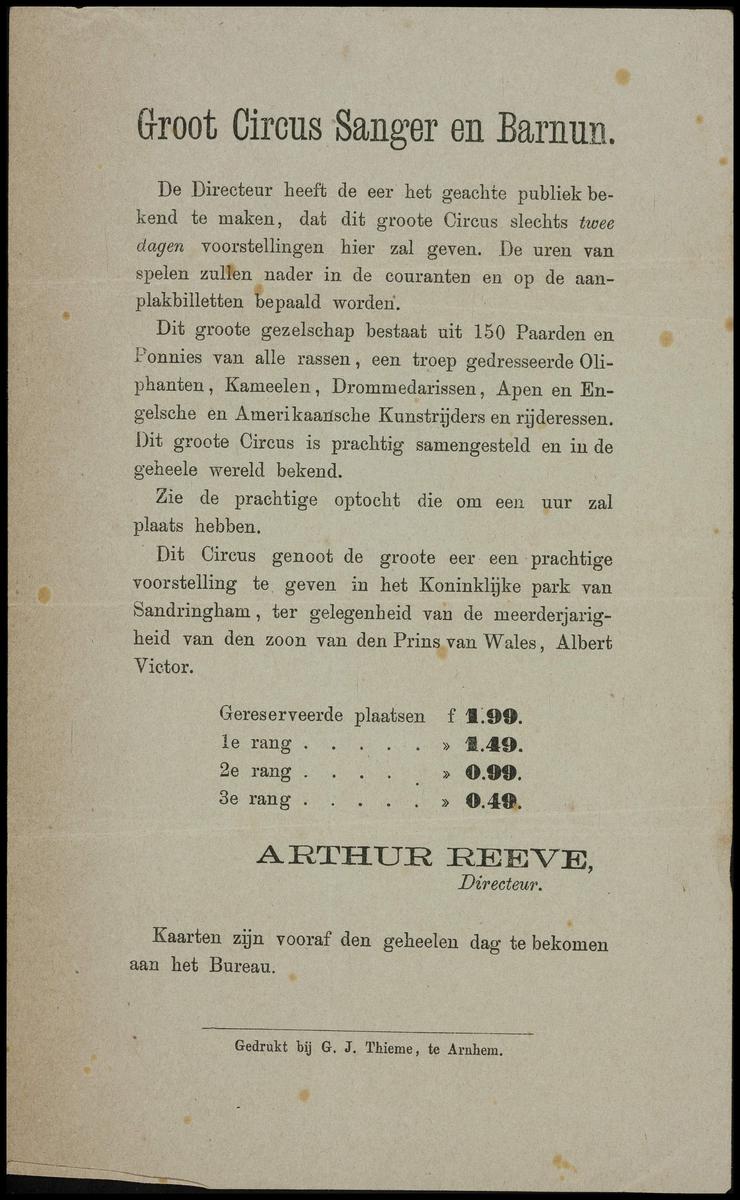 Groot Circus Sanger en Barnun.
De Directeur heeft de eer het geachte publiek be-
kend te maken, dat dit groote Circus slechts twee
dagen voorstellingen hier zal geven. De uren van
spelen zullen nader in de couranten en op de aan-
plakbilletten bepaald worden.
Dit groote gezelschap bestaat uit 150 Paarden en
Ponnies van alle rassen, een troep gedresseerde Oli-
phanten, Kameelen, Drommedarissen, Apen en En-
gelsche en Amerikaansche Kunstrijders en rijderessen.
Dit groote Circus is prachtig samengesteld en in de
geheele wereld bekend.
Zie de prachtige optocht die om een uur zal
plaats hebben.
Dit Circus genoot de groote eer een prachtige
voorstelling te geven in het Koninklijke park van
Sandringham, ter gelegenheid van de meerderjarig-
heid van den zoon van den Prins van Wales, Albert
Victor.
Gereserveerde plaatsen f 1.99.
1e rang . . . . . » 1.49.
2e rang . . . . . » 0.99.
3e rang . . . . . » 0.49.
ARTHUR REEVE,
Directeur.
Kaarten zijn vooraf den geheelen dag te bekomen
aan het Bureau.
Gedrukt bij G. J. Thieme, te Arnhem.